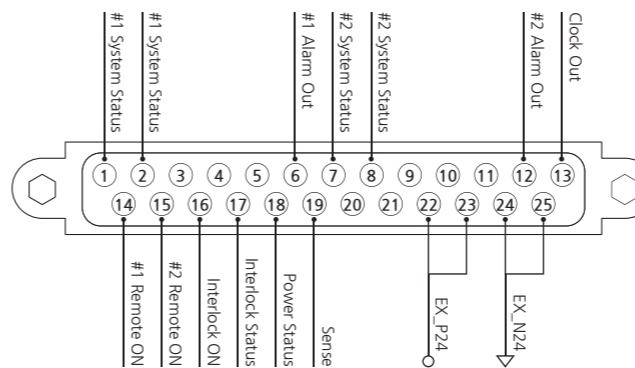 #1 System Status
#1 System Status
#1 Alarm Out
#2 System Status
#2 System Status
#2 Alarm Out
Clock Out
1 2 3 4 5 6 7 8 9 10 11 12 13
14 15 16 17 18 19 20 21 22 23 24 25
#1 Remote ON
#2 Remote ON
Interlock ON
Interlock Status
Power Status
Sense
EX_P24
EX_N24